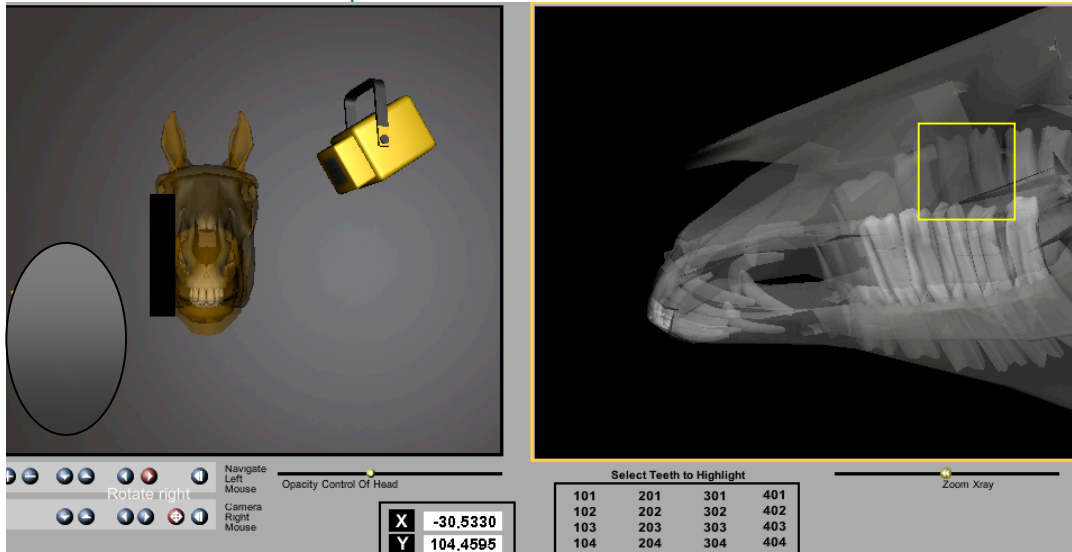 Navigate
Left
Mouse
Opacity Control Of Head
Rotate right
Camera
Right
Mouse
X -30.5330
Y 104.4595
Select Teeth to Highlight
101 201 301 401
102 202 302 402
103 203 303 403
104 204 304 404
Zoom Xray